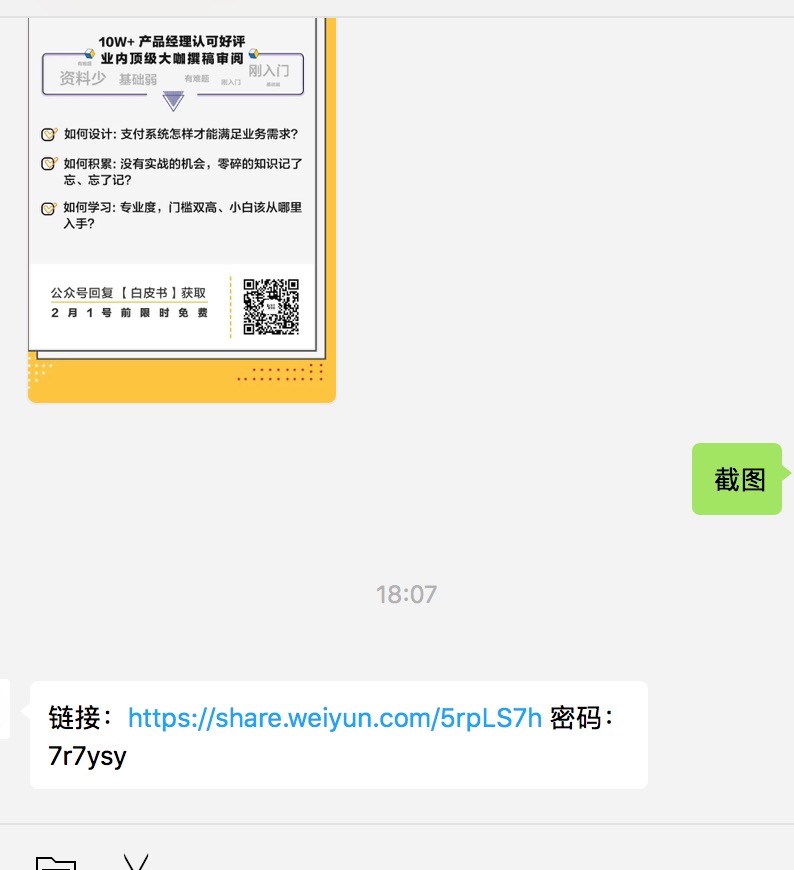 10W+ 产品经理认可好评
业内顶级大咖撰稿审阅
资料少 基础弱 有难题 刚入门 刚入门
如何设计: 支付系统怎样才能满足业务需求?
如何积累: 没有实战的机会，零碎的知识记了
忘、忘了记?
如何学习: 专业度，门槛双高、小白该从哪里
入手?
公众号回复【白皮书】获取
2月1号前限时免费
截图
18:07
链接： https://share.weiyun.com/5rpLS7h 密码：
7r7ysy